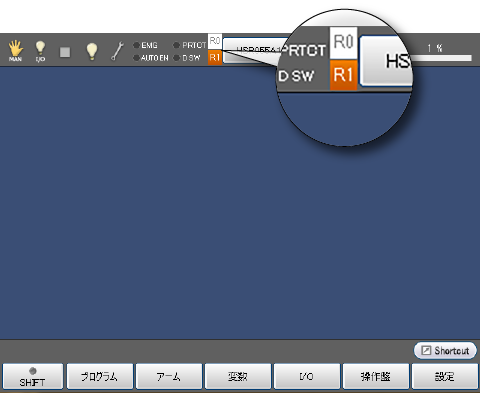 MAN
I/O
EMG
AUTO EN
PRTCT
D SW
R0
R1
PRTCT
D SW
R0
R1
HS
1 %
Shortcut
SHIFT
プログラム
アーム
変数
I/O
操作盤
設定